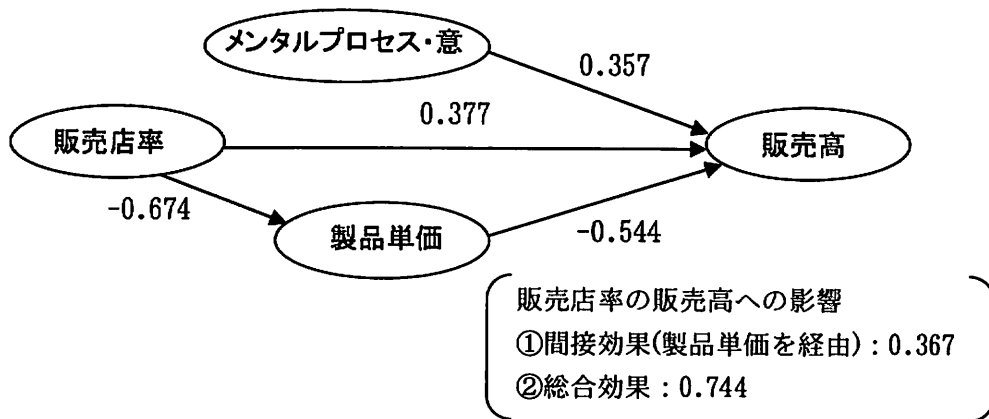 メンタルプロセス・意
0.357
0.377
販売店率
販売高
-0.674
製品単価
-0.544
販売店率の販売高への影響
①間接効果(製品単価を経由):0.367
②総合効果:0.744